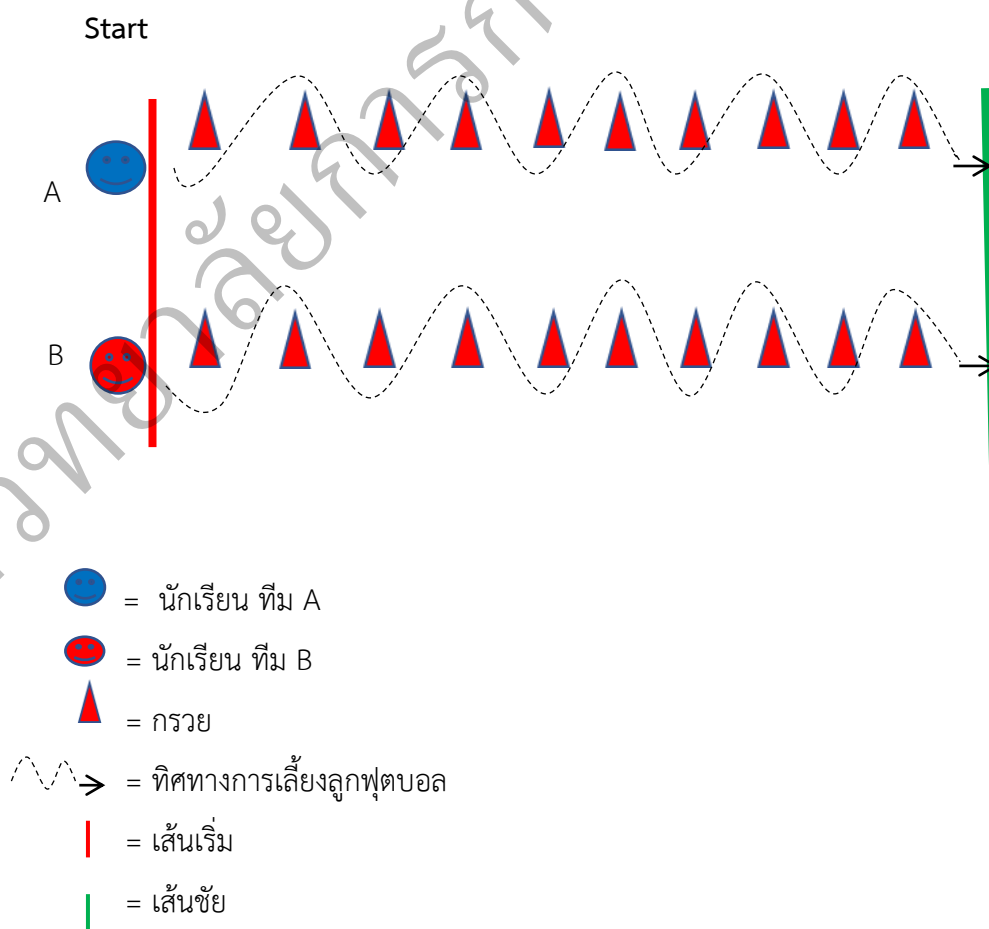 Start
A
B
= นักเรียน ทีม A
= นักเรียน ทีม B
= กรวย
= ทิศทางการเลี้ยงลูกฟุตบอล
= เส้นเริ่ม
= เส้นชัย